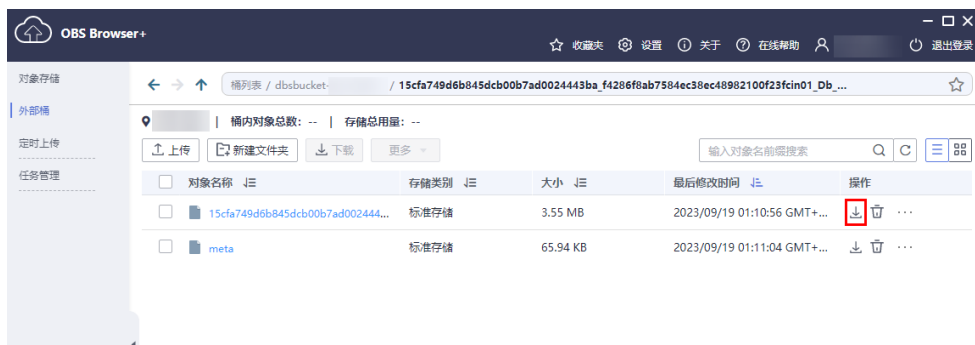 OBS Browser+
收藏夹 设置 关于 在线帮助 退出登录
对象存储
外部桶
定时上传
任务管理
桶列表 / dbsbucket- / 15cfa749d6b845dcb00b7ad0024443ba_f4286f8ab7584ec38ec48982100f23fcin01_Db_...
| 桶内对象总数: -- | 存储总用量: --
上传 新建文件夹 下载 更多 输入对象名前缀搜索
对象名称 存储类别 大小 最后修改时间 操作
15cfa749d6b845dcb00b7ad002444... 标准存储 3.55 MB 2023/09/19 01:10:56 GMT+... ...
meta 标准存储 65.94 KB 2023/09/19 01:11:04 GMT+... ...